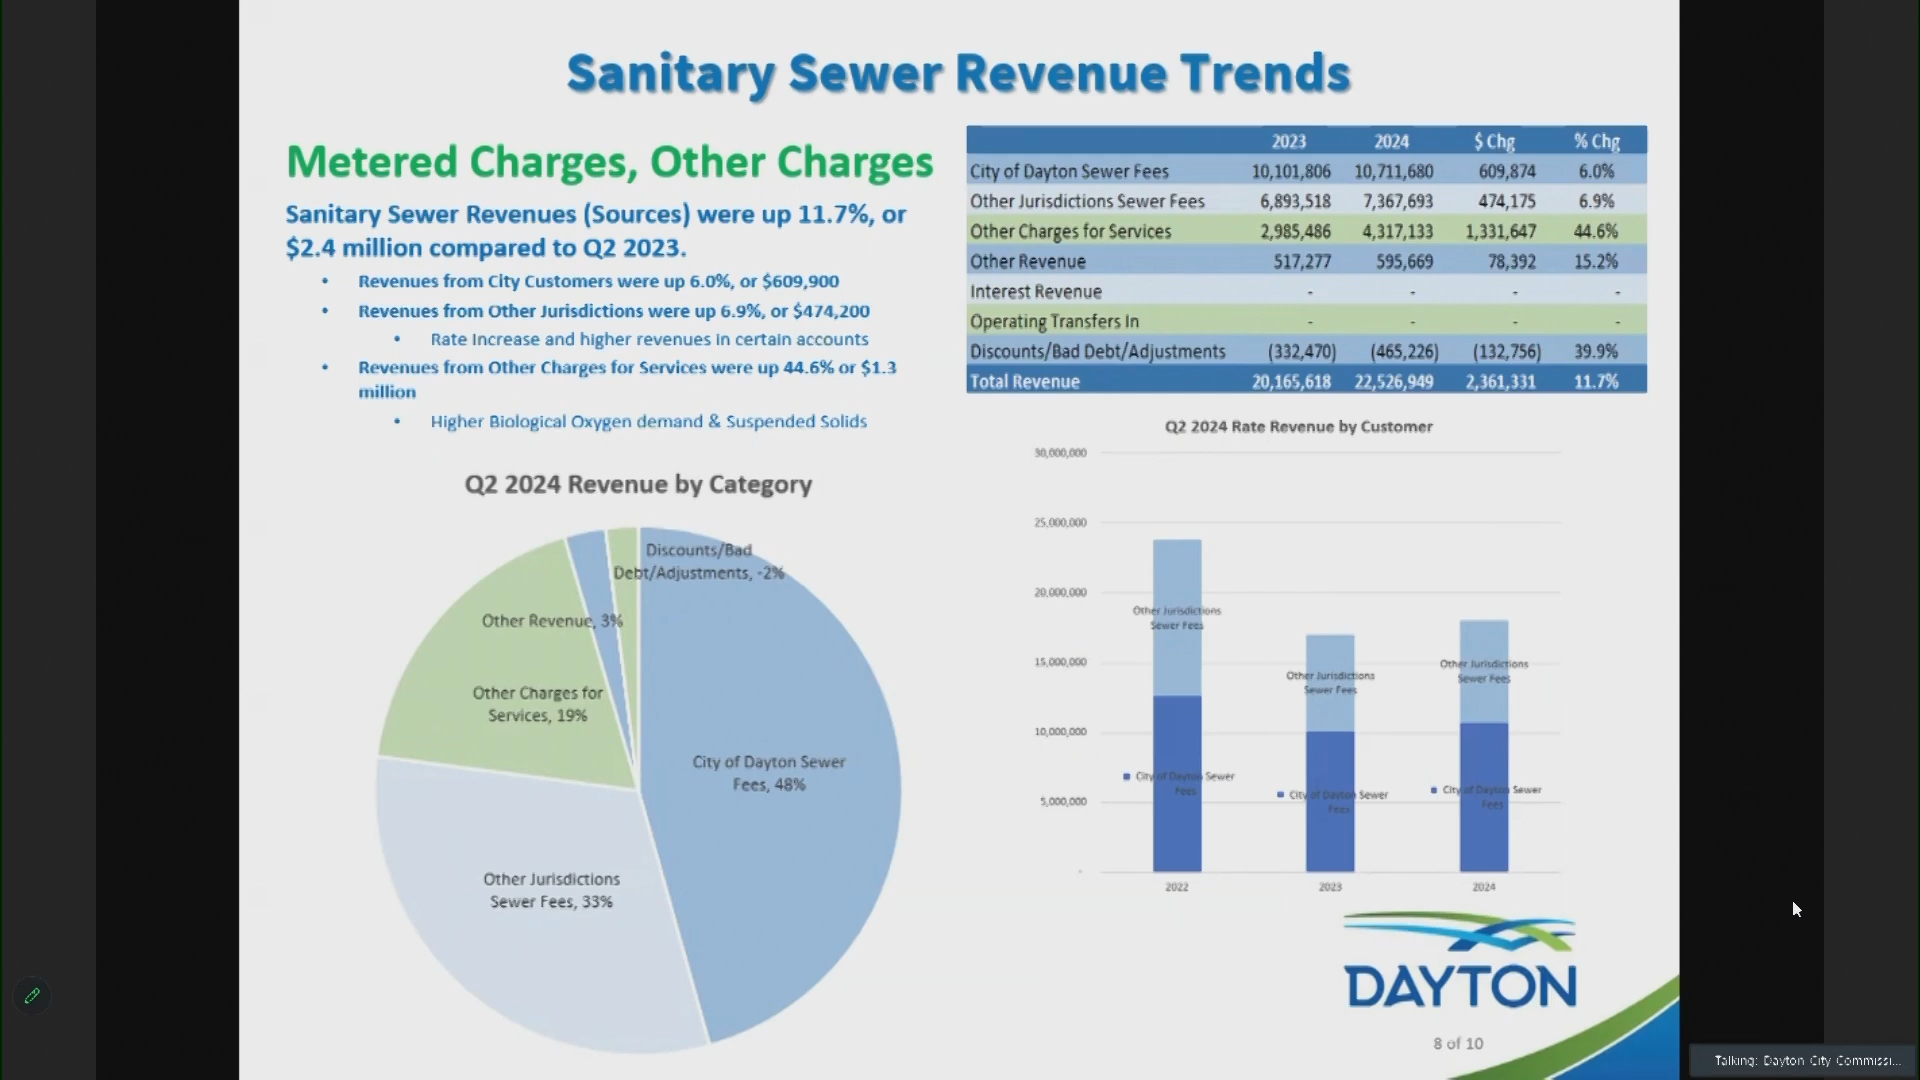 Sanitary Sewer Revenue Trends
Metered Charges, Other Charges
Sanitary Sewer Revenues (Sources) were up 11.7%, or
$2.4 million compared to Q2 2023.
• Revenues from City Customers were up 6.0%, or $609,900
• Revenues from Other Jurisdictions were up 6.9%, or $474,200
• Rate Increase and higher revenues in certain accounts
• Revenues from Other Charges for Services were up 44.6% or $1.3
million
• Higher Biological Oxygen demand & Suspended Solids
2023 2024 $ Chg % Chg
City of Dayton Sewer Fees 10,101,806 10,711,680 609,874 6.0%
Other Jurisdictions Sewer Fees 6,893,518 7,367,693 474,175 6.9%
Other Charges for Services 2,985,486 4,317,133 1,331,647 44.6%
Other Revenue 517,277 595,669 78,392 15.2%
Interest Revenue - - - -
Operating Transfers In - - - -
Discounts/Bad Debt/Adjustments (332,470) (465,226) (132,756) 39.9%
Total Revenue 20,165,618 22,526,949 2,361,331 11.7%
Q2 2024 Revenue by Category
Discounts/Bad
Debt/Adjustments, -2%
Other Revenue, 3%
Other Charges for
Services, 19%
City of Dayton Sewer
Fees, 48%
Other Jurisdictions
Sewer Fees, 33%
Q2 2024 Rate Revenue by Customer
30,000,000
25,000,000
20,000,000
15,000,000
10,000,000
5,000,000
-
Other Jurisdictions
Sewer Fees
Other Jurisdictions
Sewer Fees
Other Jurisdictions
Sewer Fees
City of Dayton Sewer
Fees
City of Dayton Sewer
Fees
City of Dayton Sewer
Fees
2022 2023 2024
DAYTON
8 of 10
Talking: Dayton City Commissi...